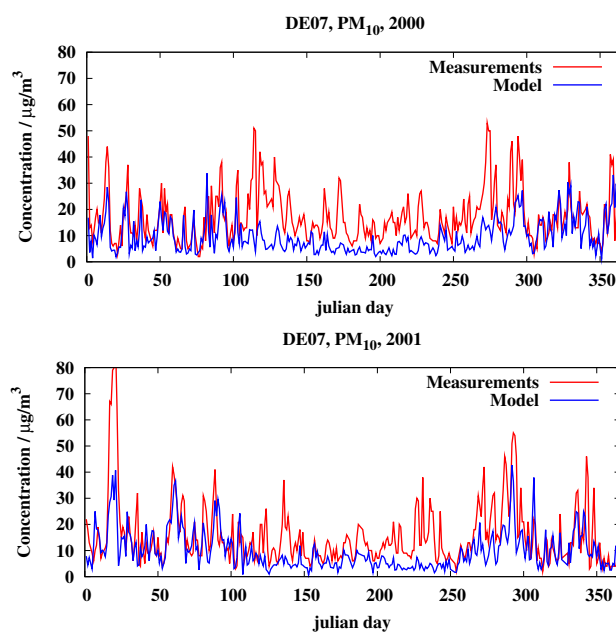 DE07, PM10, 2000
80
70
60
50
40
30
20
10
0
Concentration / μg/m3
Measurements
Model
0 50 100 150 200 250 300 350
julian day
DE07, PM10, 2001
80
70
60
50
40
30
20
10
0
Concentration / μg/m3
Measurements
Model
0 50 100 150 200 250 300 350
julian day